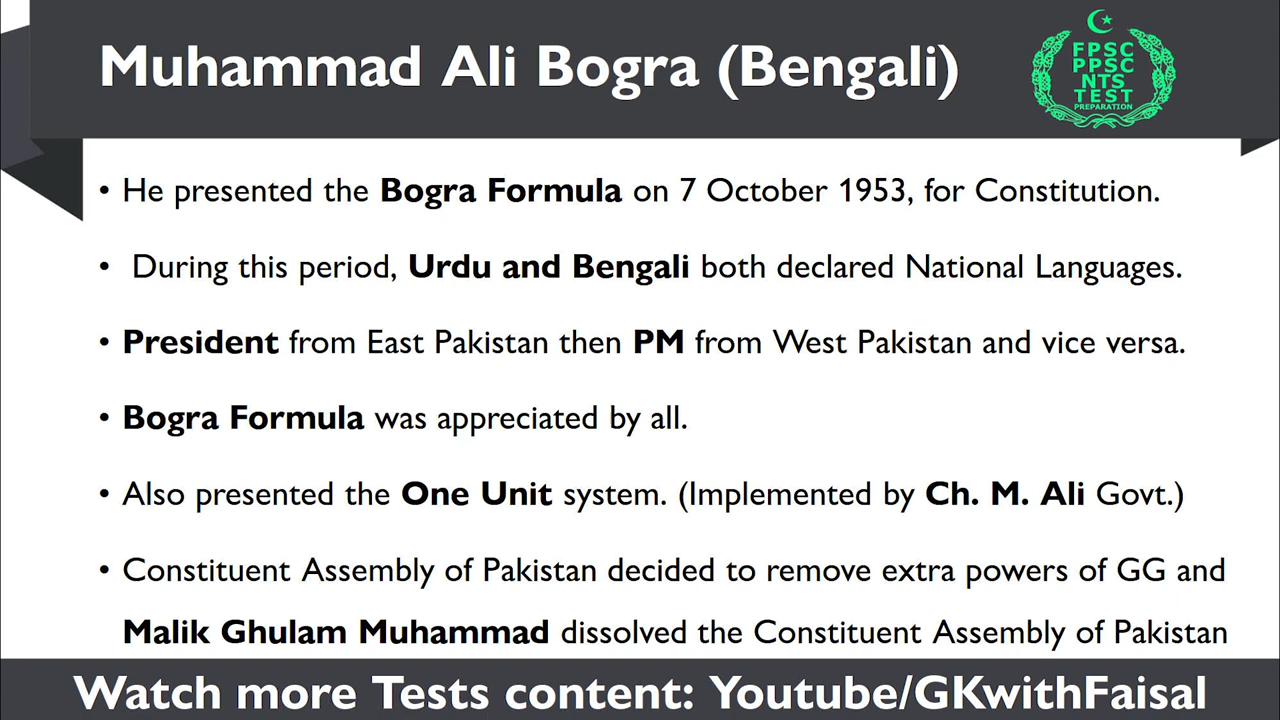 Muhammad Ali Bogra (Bengali)
FPSC
PPSC
NTS
TEST
PREPARATION
• He presented the Bogra Formula on 7 October 1953, for Constitution.
• During this period, Urdu and Bengali both declared National Languages.
• President from East Pakistan then PM from West Pakistan and vice versa.
• Bogra Formula was appreciated by all.
• Also presented the One Unit system. (Implemented by Ch. M. Ali Govt.)
• Constituent Assembly of Pakistan decided to remove extra powers of GG and
Malik Ghulam Muhammad dissolved the Constituent Assembly of Pakistan
Watch more Tests content: Youtube/GKwithFaisal